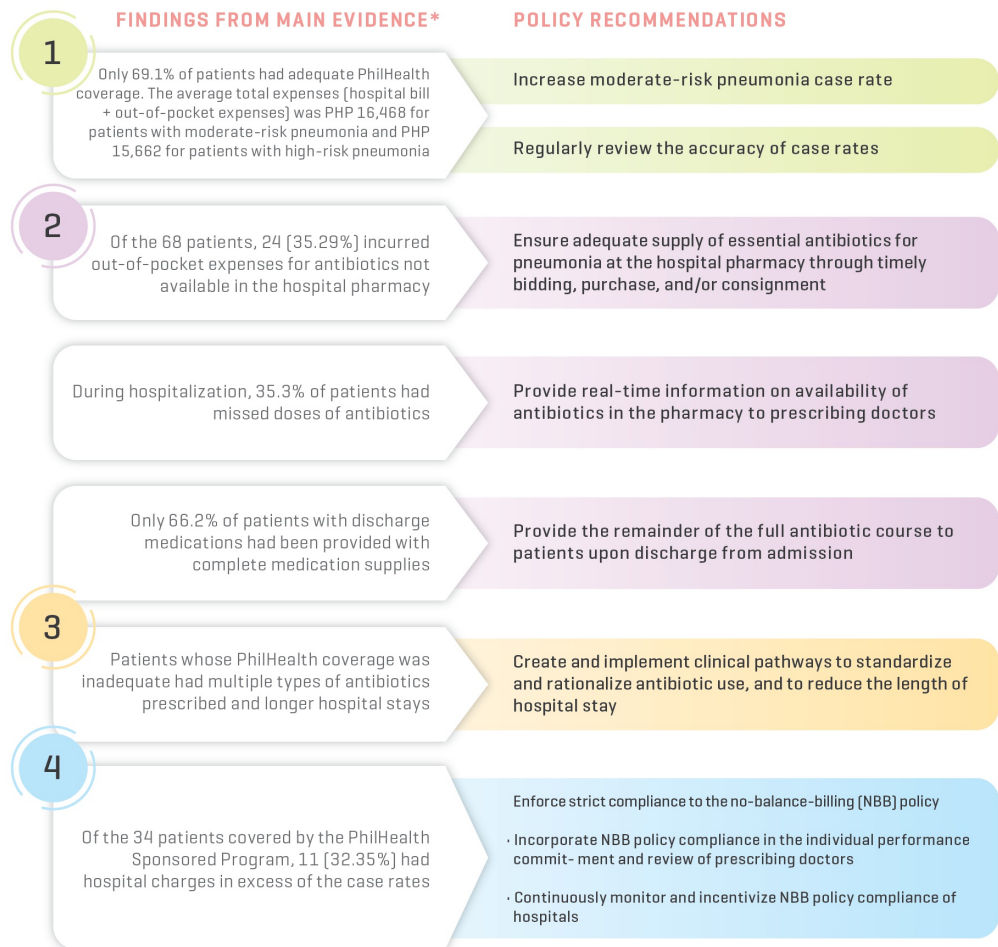 FINDINGS FROM MAIN EVIDENCE*
POLICY RECOMMENDATIONS
1
Only 69.1% of patients had adequate PhilHealth
coverage. The average total expenses (hospital bill
+ out-of-pocket expenses) was PHP 16,468 for
patients with moderate-risk pneumonia and PHP
15,662 for patients with high-risk pneumonia
Increase moderate-risk pneumonia case rate
Regularly review the accuracy of case rates
2
Of the 68 patients, 24 (35.29%) incurred
out-of-pocket expenses for antibiotics not
available in the hospital pharmacy
Ensure adequate supply of essential antibiotics for
pneumonia at the hospital pharmacy through timely
bidding, purchase, and/or consignment
During hospitalization, 35.3% of patients had
missed doses of antibiotics
Provide real-time information on availability of
antibiotics in the pharmacy to prescribing doctors
Only 66.2% of patients with discharge
medications had been provided with
complete medication supplies
Provide the remainder of the full antibiotic course to
patients upon discharge from admission
3
Patients whose PhilHealth coverage was
inadequate had multiple types of antibiotics
prescribed and longer hospital stays
Create and implement clinical pathways to standardize
and rationalize antibiotic use, and to reduce the length of
hospital stay
4
Of the 34 patients covered by the PhilHealth
Sponsored Program, 11 (32.35%) had
hospital charges in excess of the case rates
Enforce strict compliance to the no-balance-billing (NBB) policy
· Incorporate NBB policy compliance in the individual performance
commit- ment and review of prescribing doctors
· Continuously monitor and incentivize NBB policy compliance of
hospitals